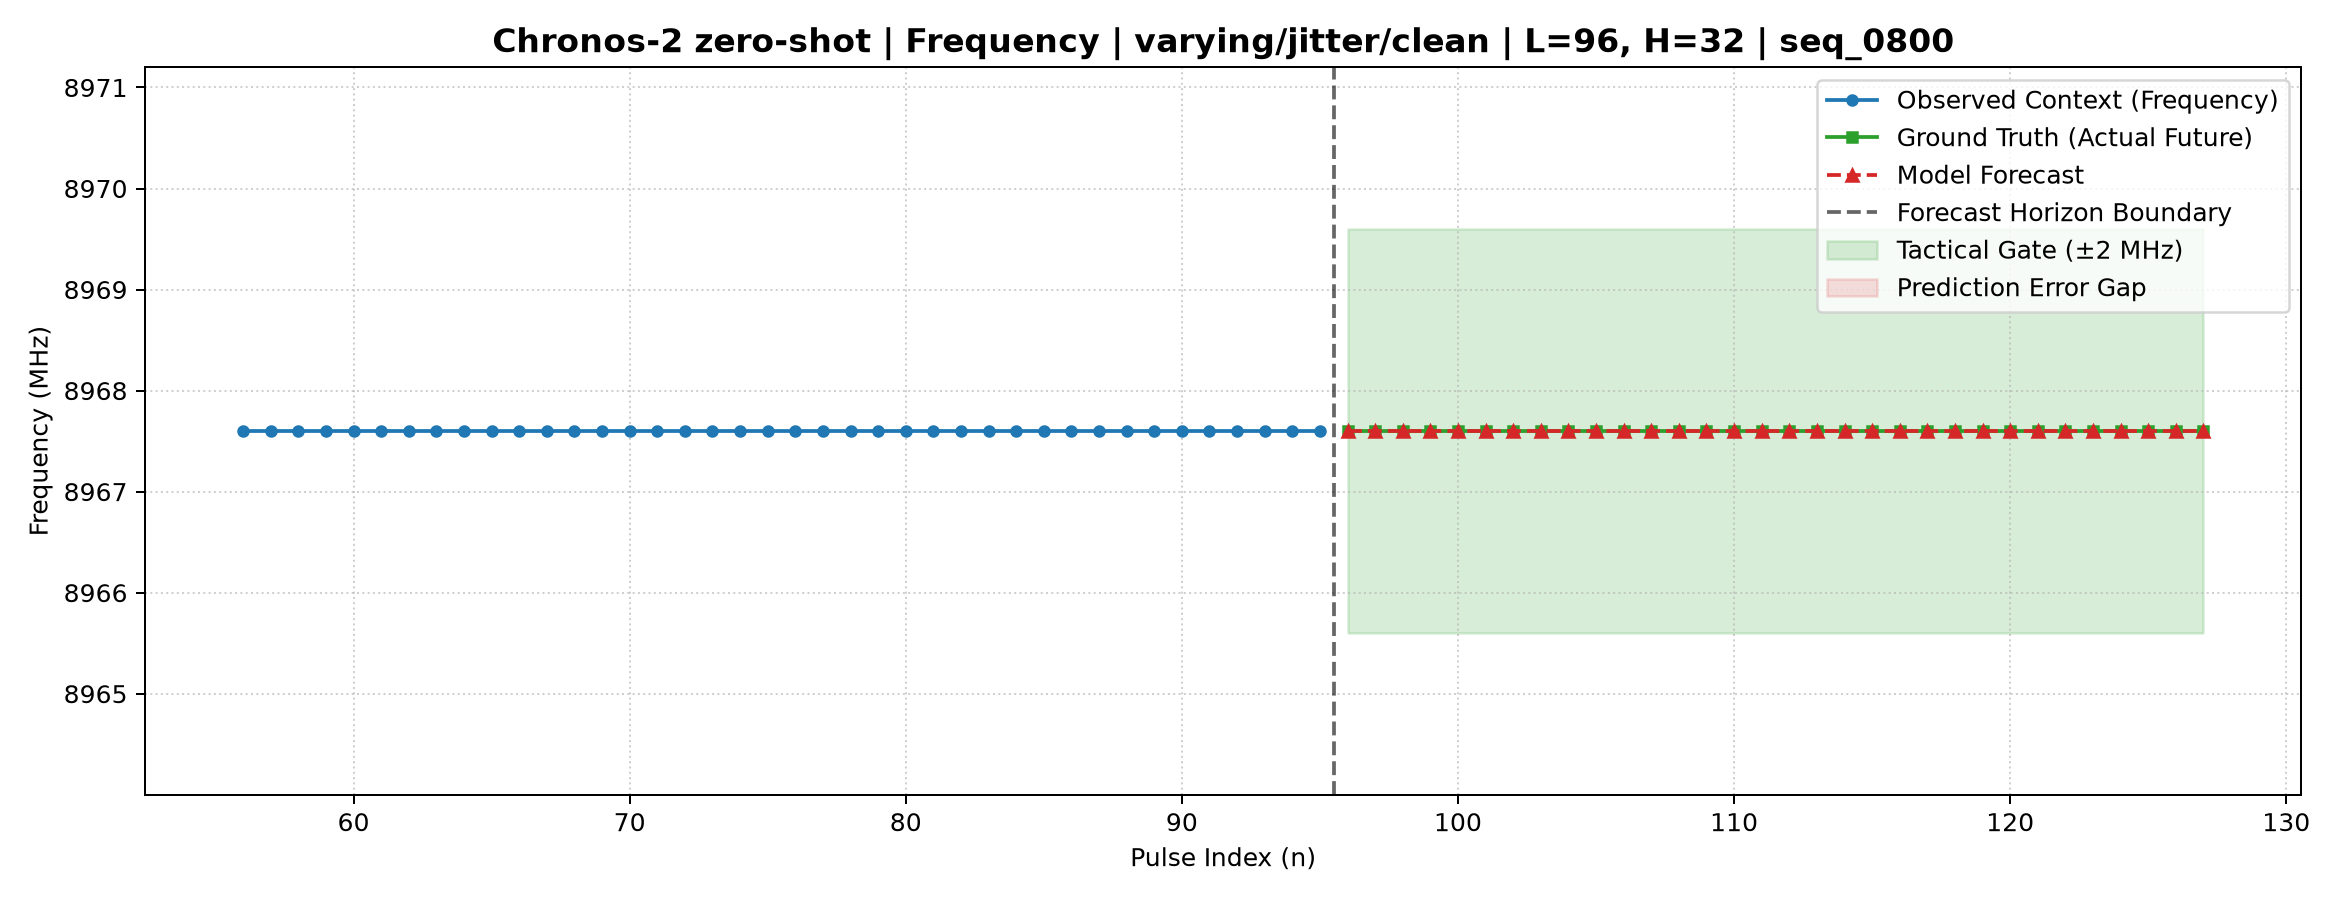 Chronos-2 zero-shot | Frequency | varying/jitter/clean | L=96, H=32 | seq_0800
8971
8970
8969
8968
8967
8966
8965
Frequency (MHz)
Observed Context (Frequency)
Ground Truth (Actual Future)
Model Forecast
Forecast Horizon Boundary
Tactical Gate (±2 MHz)
Prediction Error Gap
60 70 80 90 100 110 120 130
Pulse Index (n)